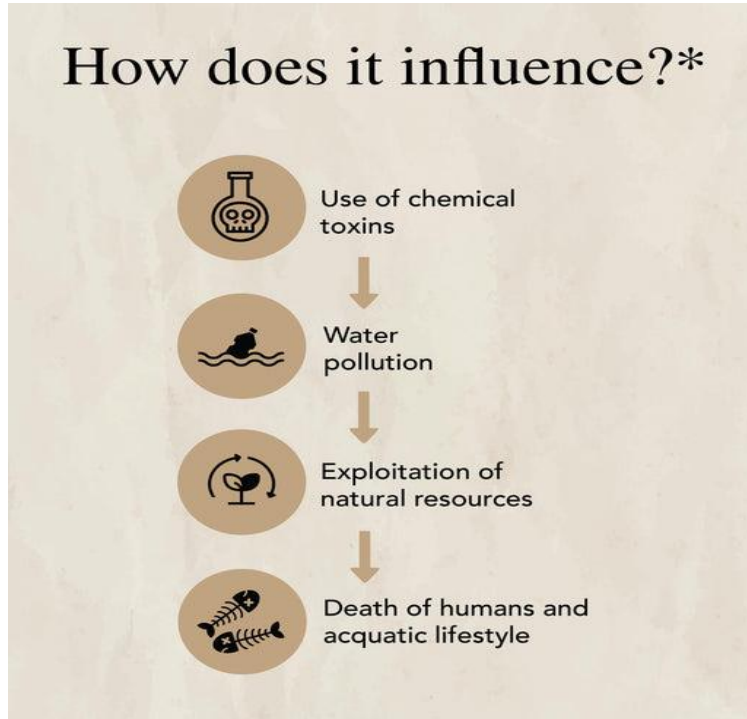 How does it influence?*
Use of chemical
toxins
Water
pollution
Exploitation of
natural resources
Death of humans and
acquatic lifestyle